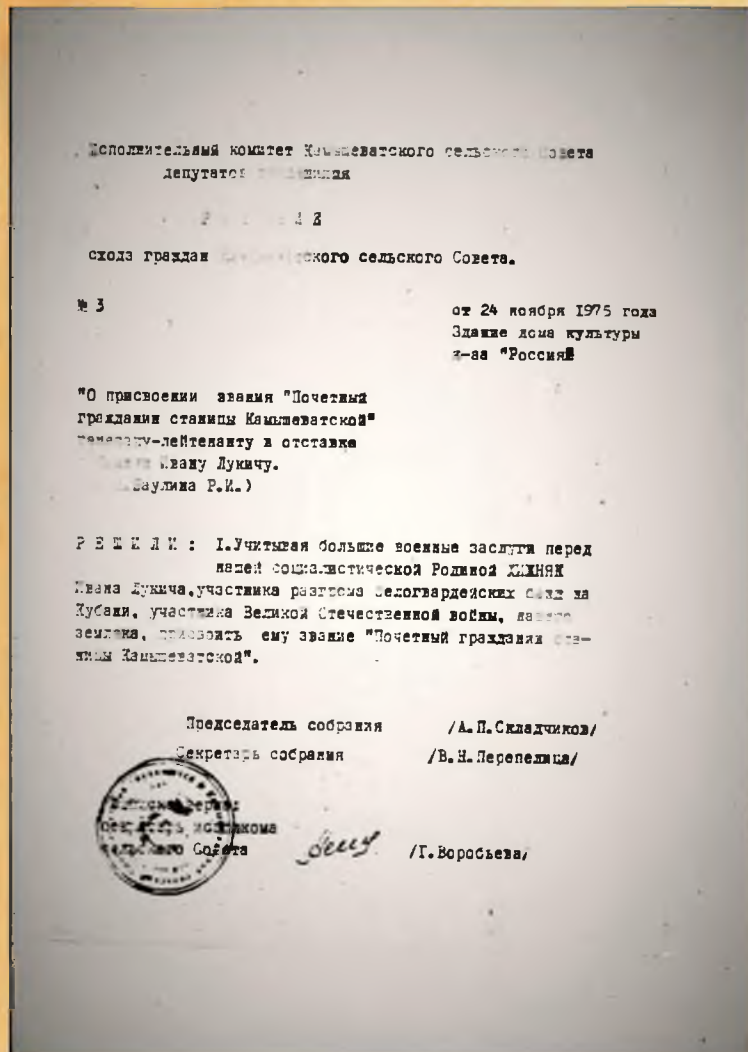 Исполнительный комитет Камышеватского сельского Совета
депутатов
схода граждан сельского Совета.
№ 3
от 24 ноября 1975 года
Здание дома культуры
к-за "Россия"
"О присвоении звания "Почетный
гражданин станицы Камышеватской"
генералу-лейтенанту в отставке
Ивану Лукичу.
Р.И.)
Р Е Ш И Л И : I.Учитывая большие военные заслуги перед
нашей социалистической Родиной ХИЖНЯК
Ивана Лукича,участника разгрома белогвардейских банд на
Кубани, участника Великой Отечественной войны, нашего
земляка, присвоить ему звание "Почетный гражданин ста-
ницы Камышеватской".
Председатель собрания /А.П.Складчиков/
Секретарь собрания /В.Н.Перепелица/
секретарь исполкома
сельского Совета /Г.Воробьева/